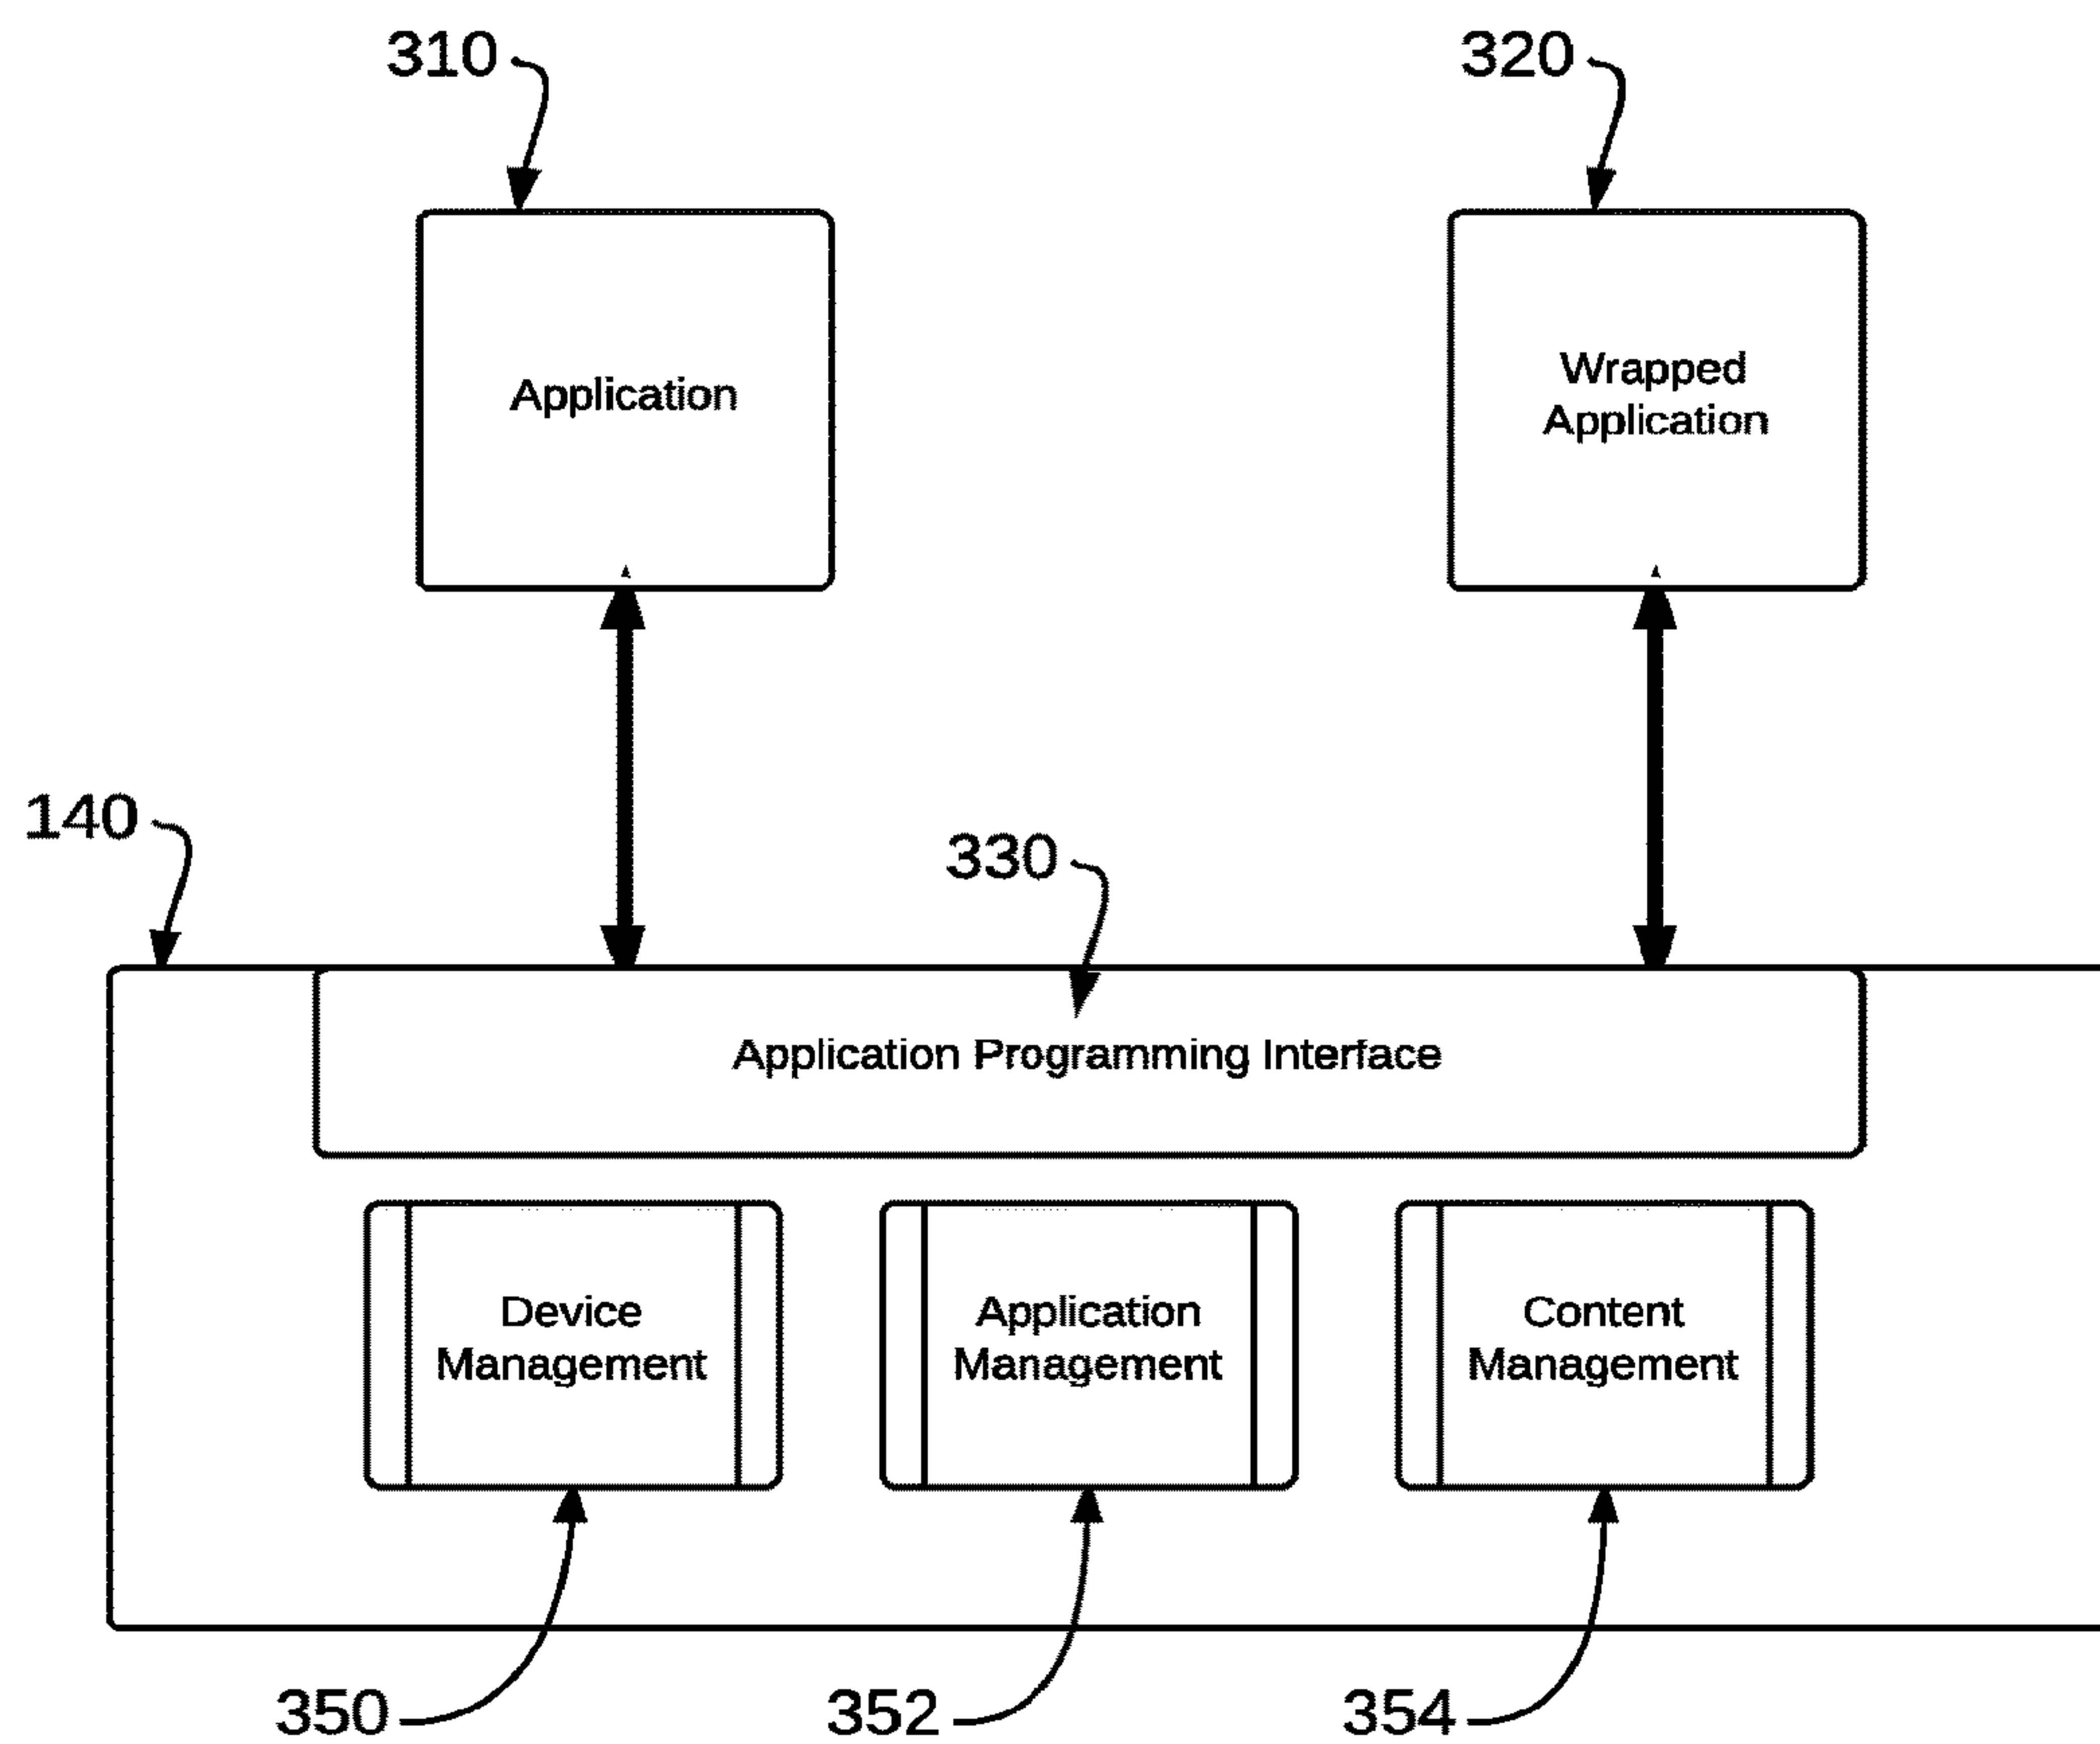 310
320
Application
Wrapped
Application
140
330
Application Programming Interface
Device
Management
Application
Management
Content
Management
350
352
354